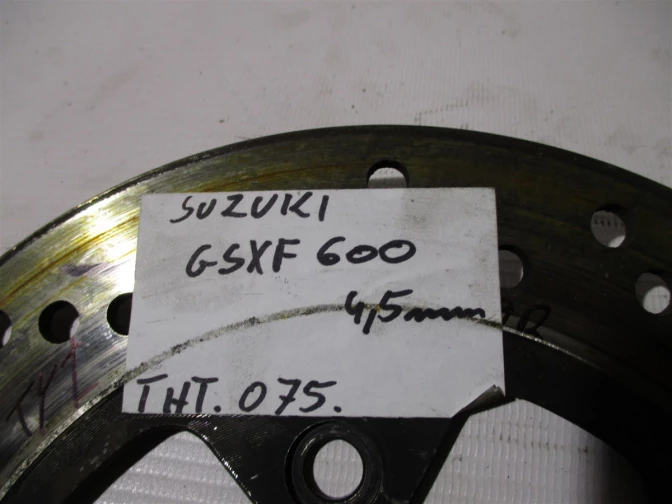 SUZUKI
GSXF 600
4,5mm
THT. 075.